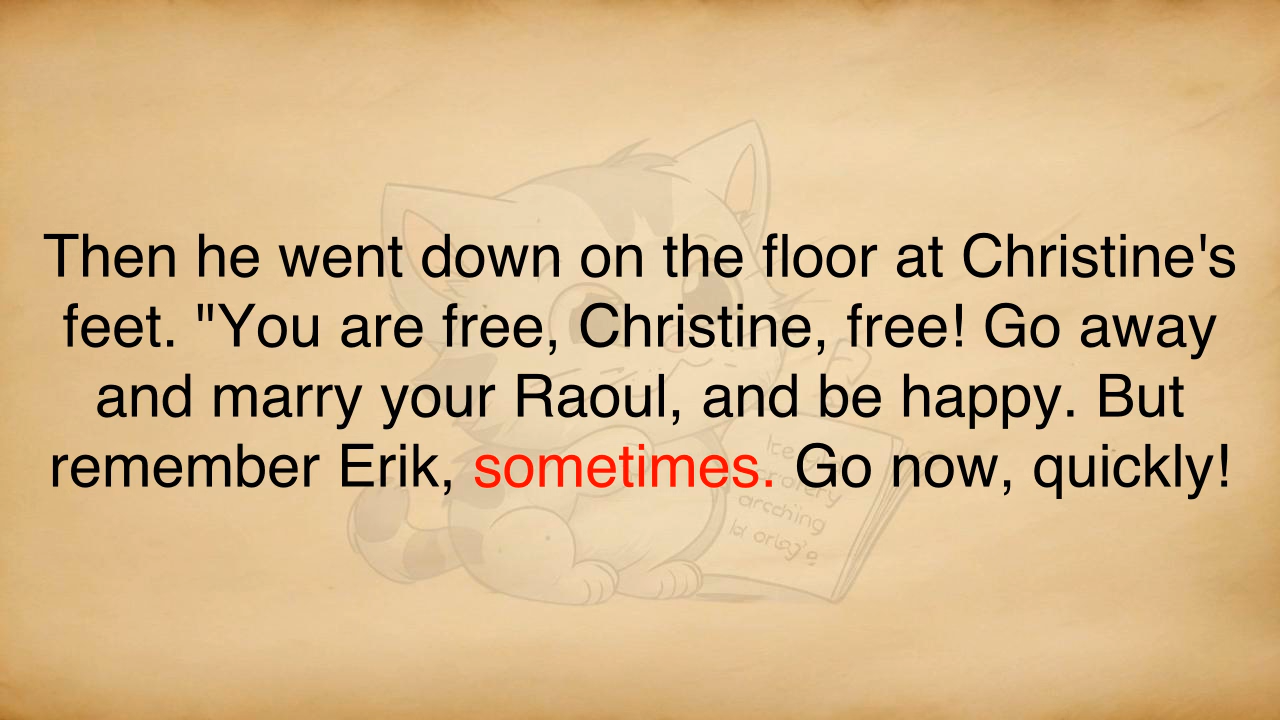 Then he went down on the floor at Christine's
feet. "You are free, Christine, free! Go away
and marry your Raoul, and be happy. But
remember Erik, sometimes. Go now, quickly!